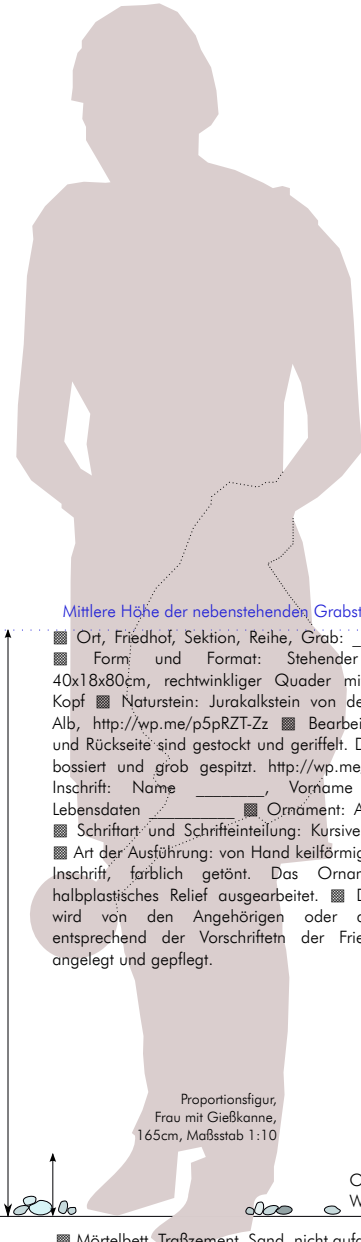 Mittlere Höhe der nebenstehenden Grabst
▩ Ort, Friedhof, Sektion, Reihe, Grab: _
▩ Form und Format: Stehender
40x18x80cm, rechtwinkliger Quader mi
Kopf ▩ Naturstein: Jurakalkstein von de
Alb, http://wp.me/p5pRZT-Zz ▩ Bearbei
und Rückseite sind gestockt und geriffelt. D
bossiert und grob gespitzt. http://wp.me/
Inschrift: Name ________, Vorname
Lebensdaten __________ ▩ Ornament: A
▩ Schriftart und Schrifteinteilung: Kursive
▩ Art der Ausführung: von Hand keilförmig
Inschrift, farblich getönt. Das Ornar
halbplastisches Relief ausgearbeitet. ▩ D
wird von den Angehörigen oder d
entsprechend der Vorschriftetn der Frie
angelegt und gepflegt.
Proportionsfigur,
Frau mit Gießkanne,
165cm, Maßsstab 1:10
O
W
▩ Mörtelbett, Traßzement, Sand, nicht aufg